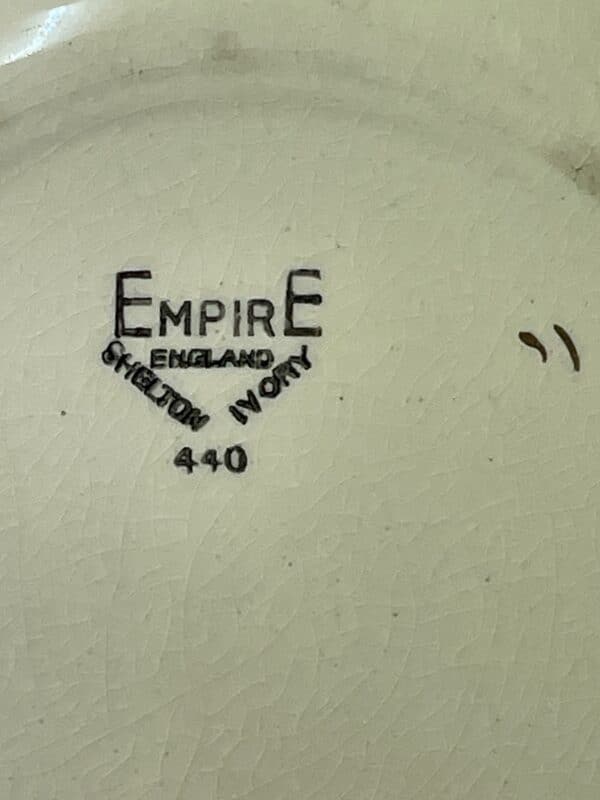 EMPIRE
ENGLAND
SHELTON IVORY
440